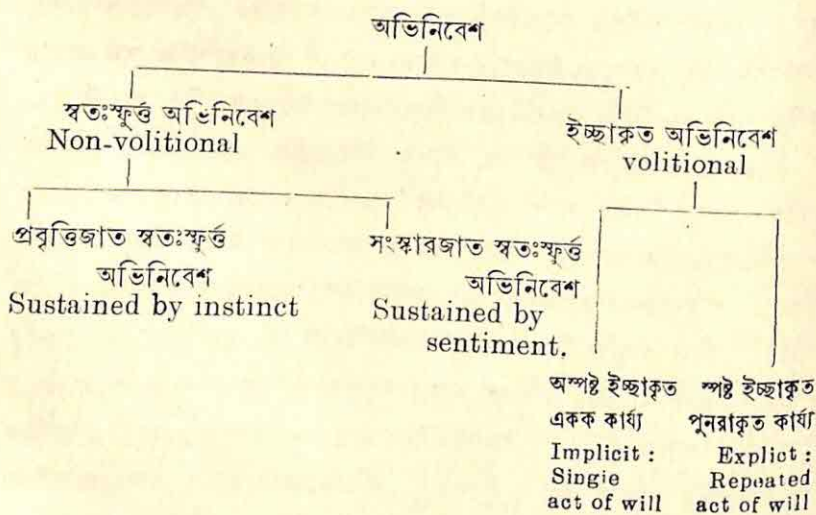 অভিনিবেশ
স্বতঃস্ফূর্ত্ত অভিনিবেশ
Non-volitional
ইচ্ছাকৃত অভিনিবেশ
volitional
প্রবৃত্তিজাত স্বতঃস্ফূর্ত্ত
অভিনিবেশ
Sustained by instinct
সংস্কারজাত স্বতঃস্ফূর্ত্ত
অভিনিবেশ
Sustained by
sentiment.
অস্পষ্ট ইচ্ছাকৃত
একক কার্য্য
Implicit :
Single
act of will
স্পষ্ট ইচ্ছাকৃত
পুনরাকৃত কার্য্য
Explict :
Repeated
act of will